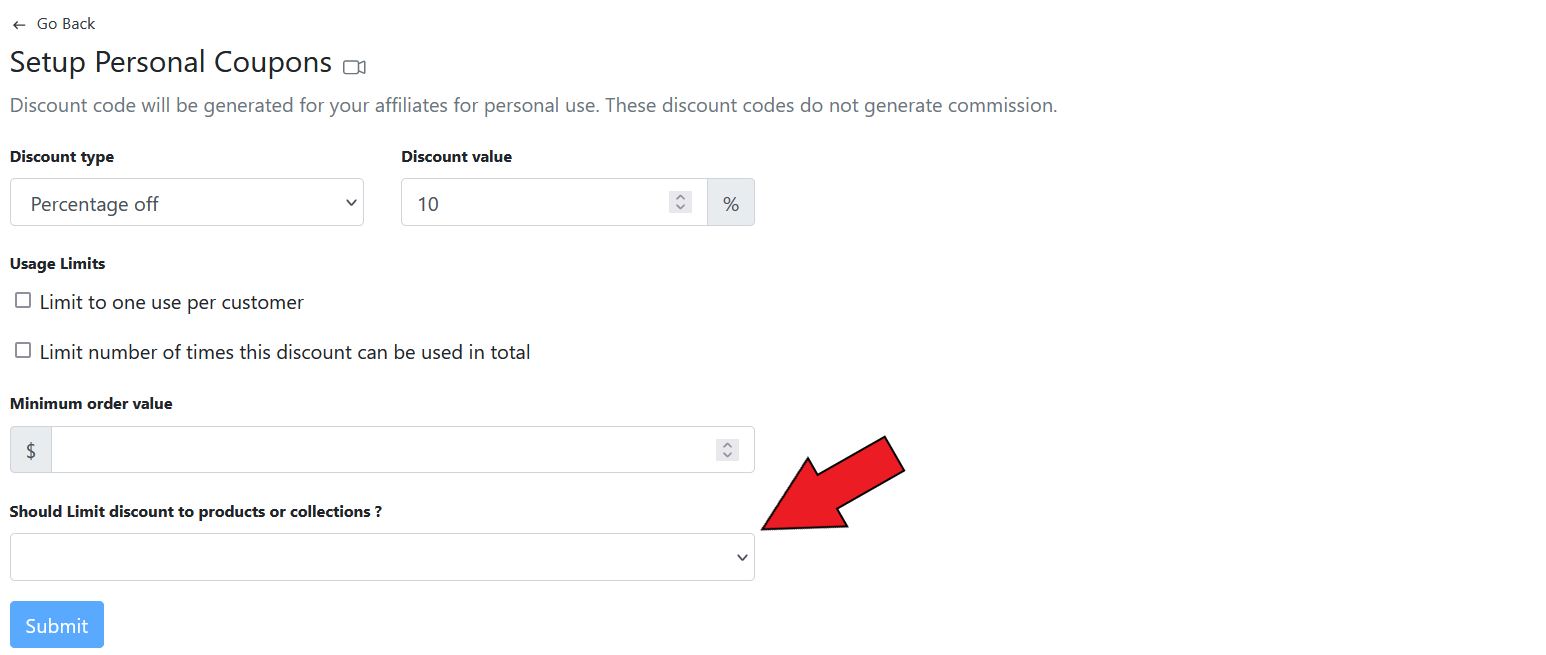 ← Go Back
Setup Personal Coupons
Discount code will be generated for your affiliates for personal use. These discount codes do not generate commission.
Discount type Discount value
Percentage off 10 %
Usage Limits
Limit to one use per customer
Limit number of times this discount can be used in total
Minimum order value
$
Should Limit discount to products or collections ?
Submit